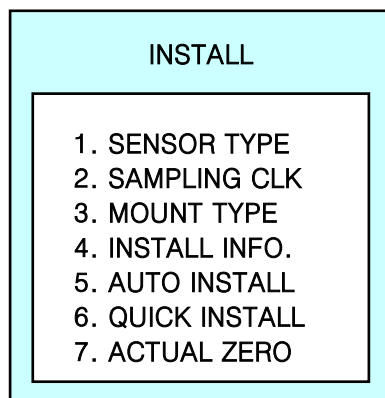 INSTALL
1. SENSOR TYPE
2. SAMPLING CLK
3. MOUNT TYPE
4. INSTALL INFO.
5. AUTO INSTALL
6. QUICK INSTALL
7. ACTUAL ZERO